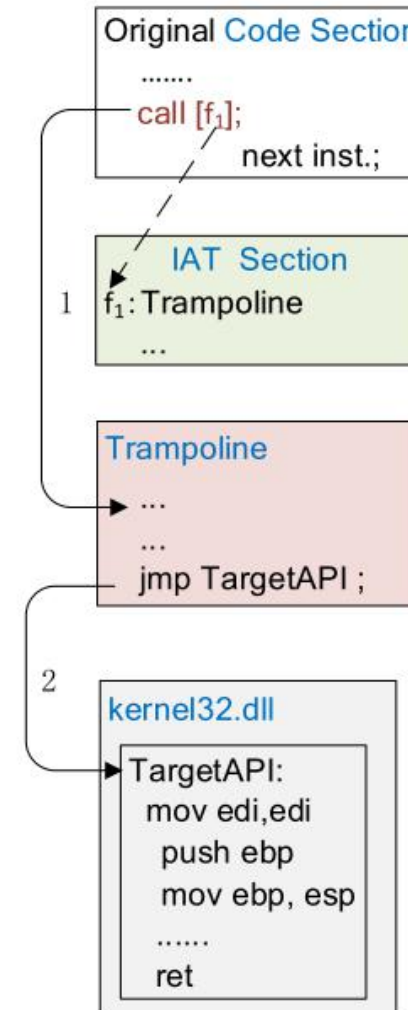 Original Code Section
.......
call [f₁];
next inst.;
IAT Section
1
f₁: Trampoline
...
Trampoline
...
...
jmp TargetAPI ;
2
kernel32.dll
TargetAPI:
mov edi,edi
push ebp
mov ebp, esp
......
ret